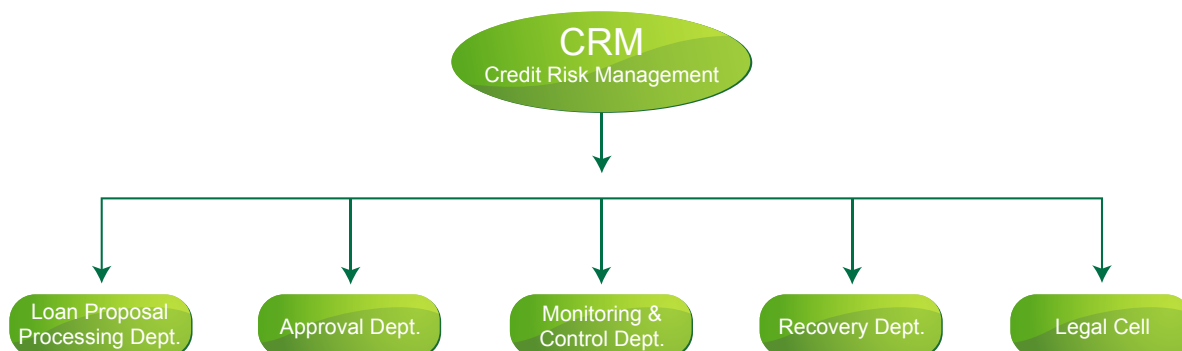 CRM
Credit Risk Management
Loan Proposal
Processing Dept.
Approval Dept.
Monitoring &
Control Dept.
Recovery Dept.
Legal Cell